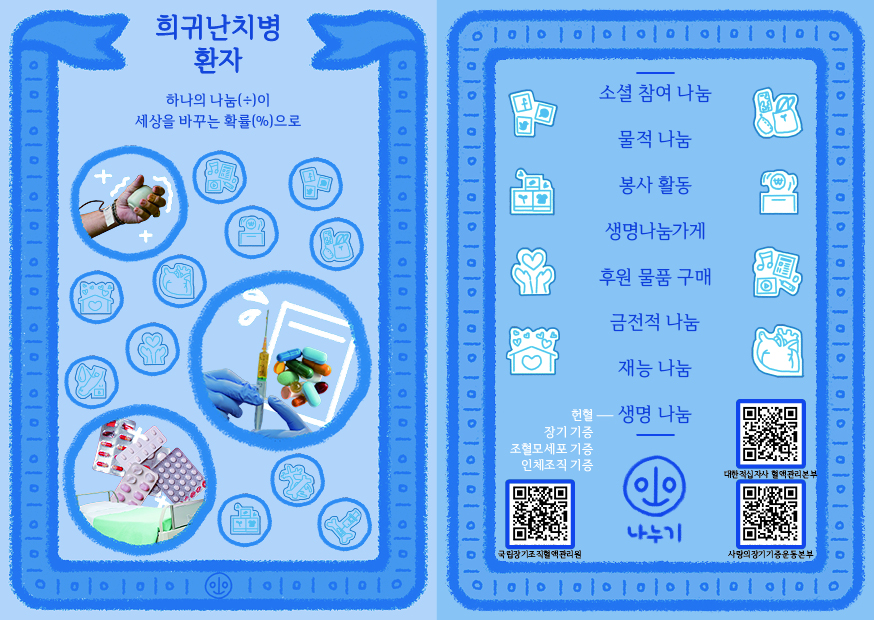 희귀난치병
환자
하나의 나눔(÷)이
세상을 바꾸는 확률(%)으로
소셜 참여 나눔
물적 나눔
봉사 활동
생명나눔가게
후원 물품 구매
금전적 나눔
재능 나눔
헌혈 — 생명 나눔
장기 기증
조혈모세포 기증
인체조직 기증
나누기
대한적십자사 혈액관리본부
국립장기조직혈액관리원
사랑의장기기증운동본부